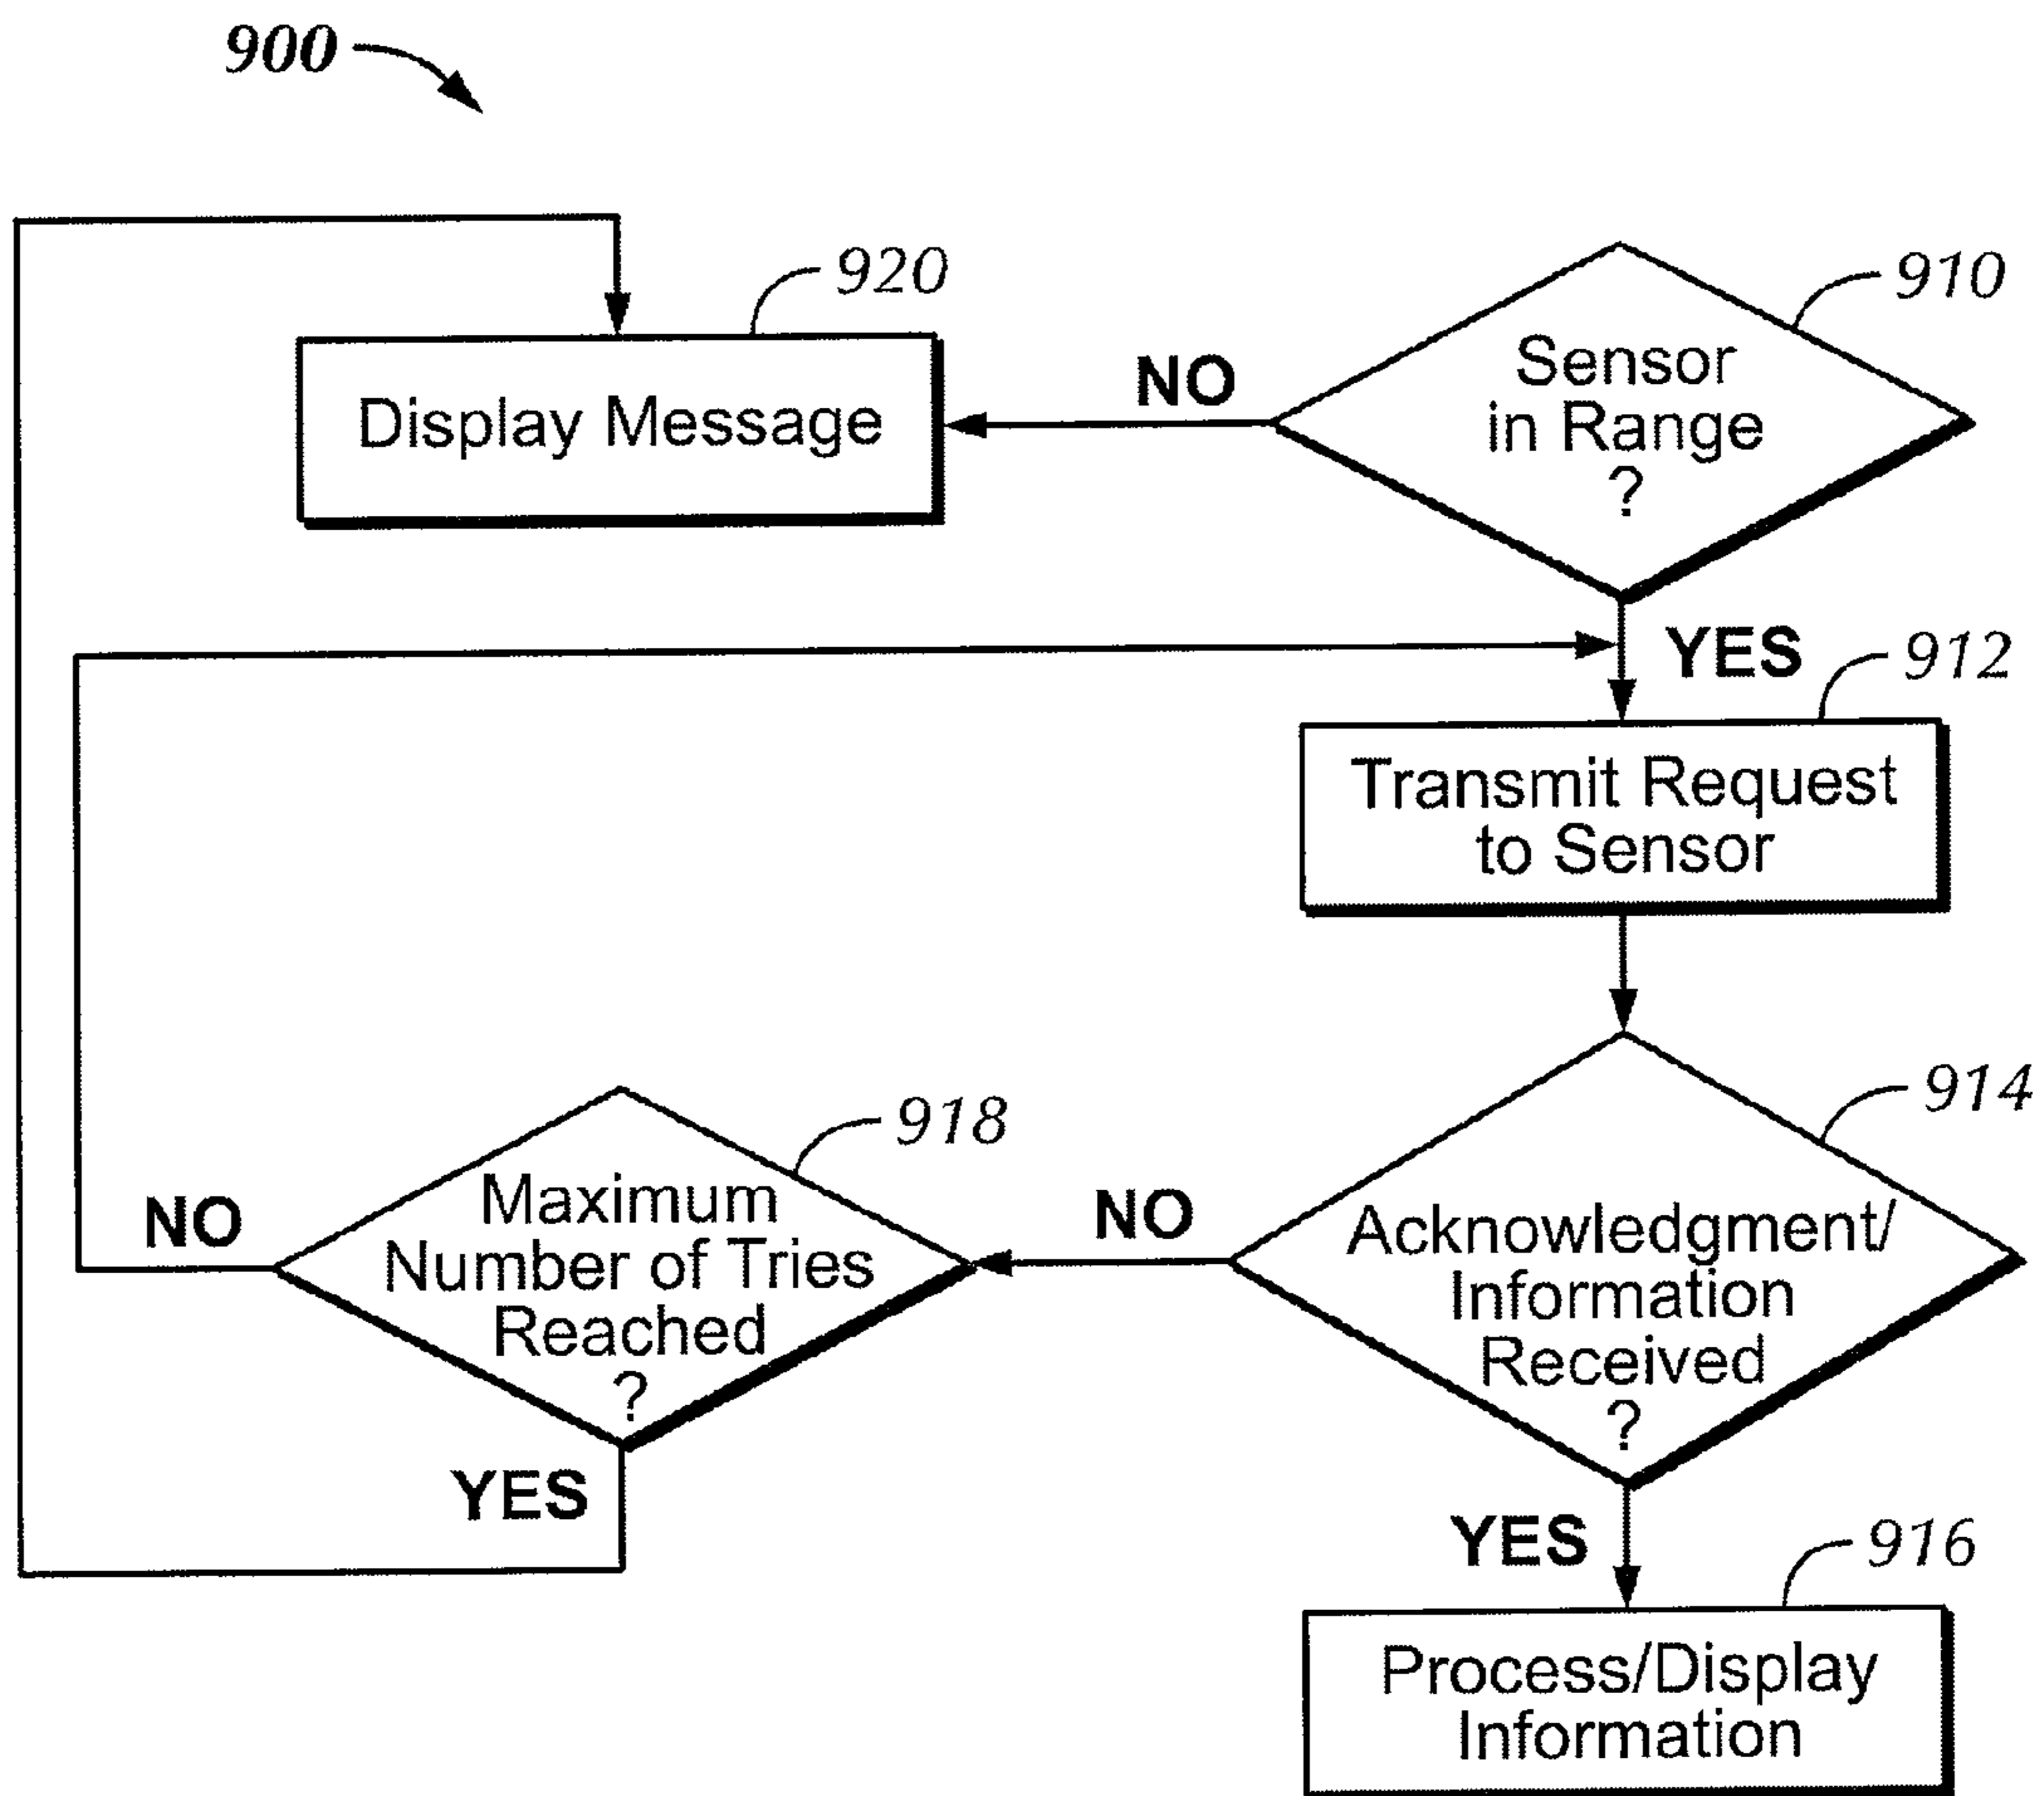 900
920
Display Message
NO
910
Sensor
in Range
?
YES
912
Transmit Request
to Sensor
914
Acknowledgment/
Information
Received
?
NO
918
Maximum
Number of Tries
Reached
?
NO
YES
YES
916
Process/Display
Information